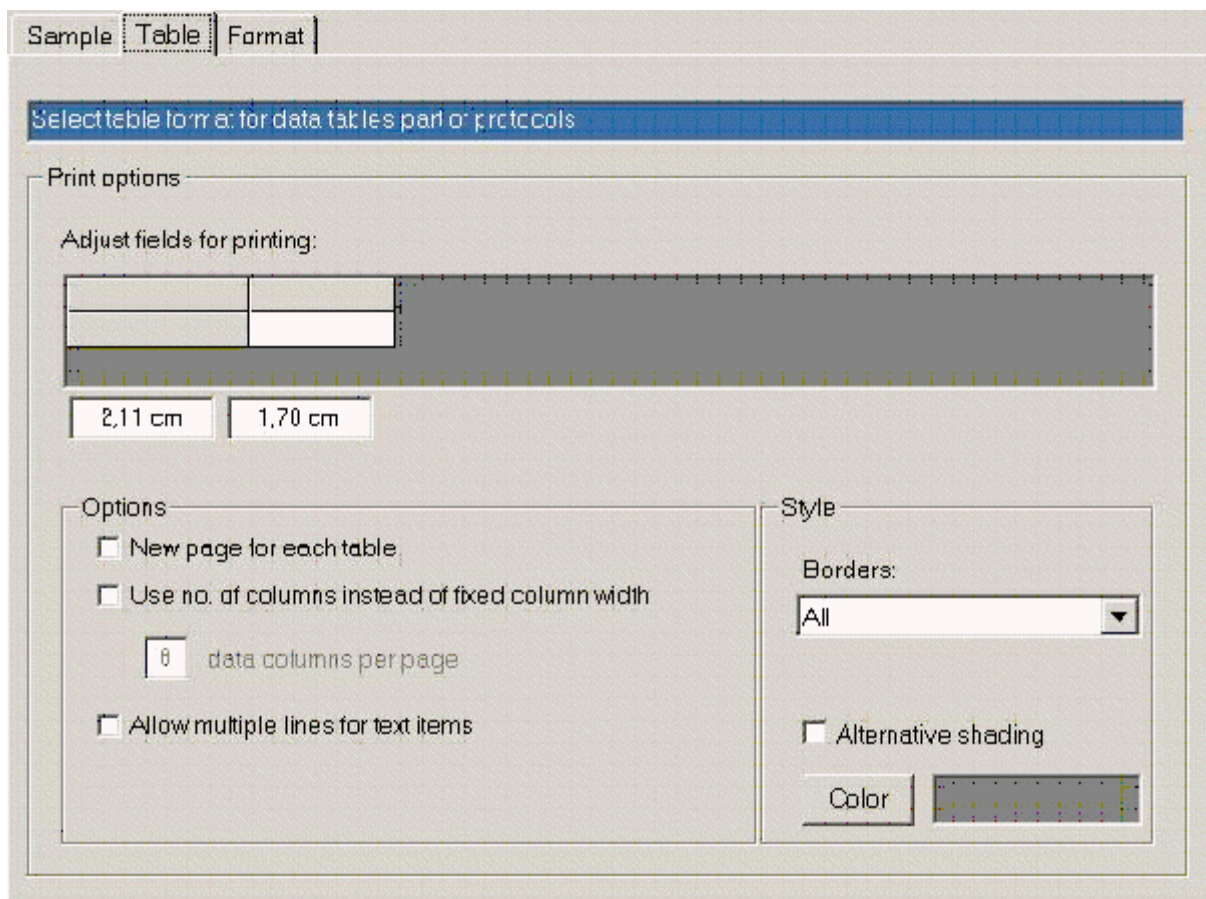 Sample Table Format
Select table format for data tables part of protocols
Print options
Adjust fields for printing:
2,11 cm 1,70 cm
Options
New page for each table
Use no. of columns instead of fixed column width
data columns per page
Allow multiple lines for text items
Style
Borders:
All
Alternative shading
Color